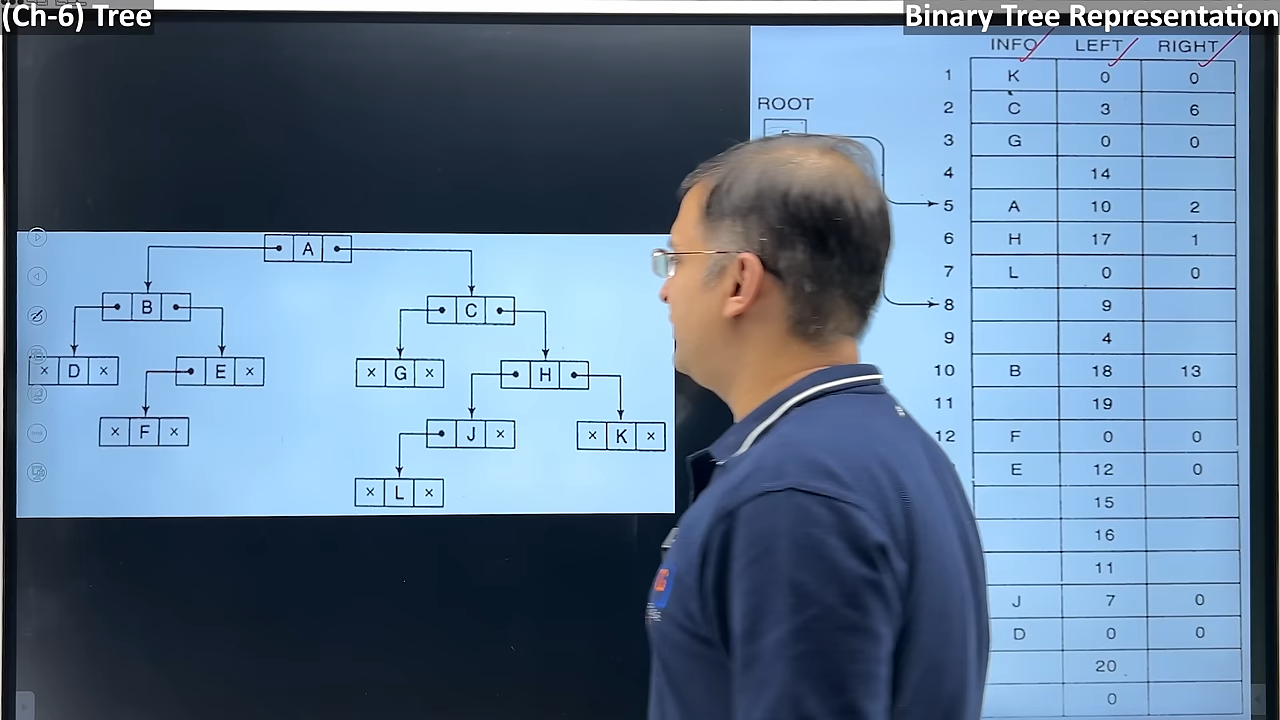 (Ch-6) Tree
Binary Tree Representation
INFO LEFT RIGHT
ROOT
1 K 0 0
2 C 3 6
3 G 0 0
4 14
5 A 10 2
6 H 17 1
7 L 0 0
8 9
9 4
10 B 18 13
11 19
12 F 0 0
E 12 0
15
16
11
J 7 0
D 0 0
20
0
A
B C
× D × E × × G × H
× F × J × × K ×
× L ×